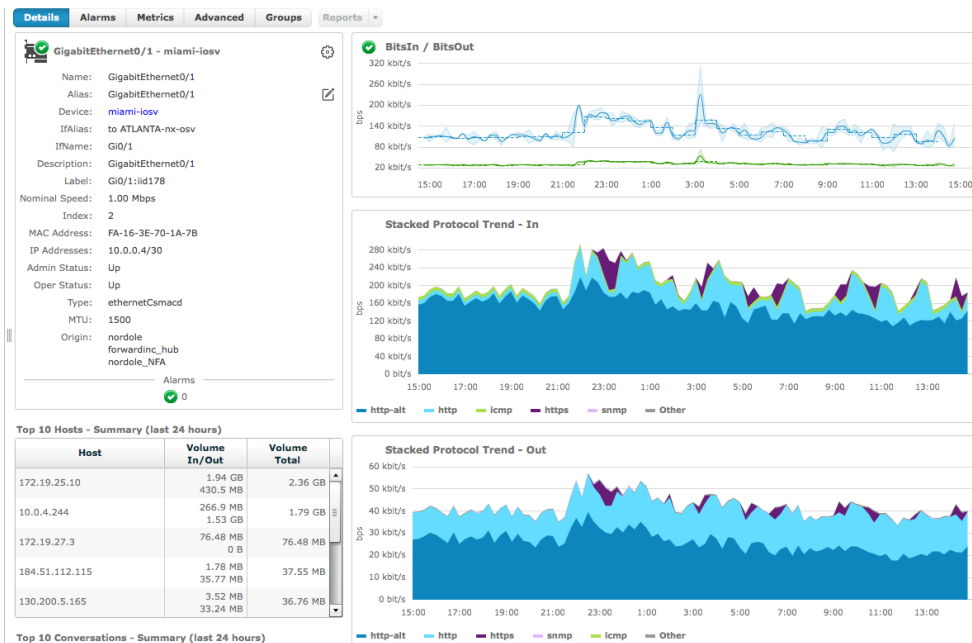 Details Alarms Metrics Advanced Groups Reports
GigabitEthernet0/1 - miami-iosv
Name: GigabitEthernet0/1
Alias: GigabitEthernet0/1
Device: miami-iosv
IfAlias: to ATLANTA-nx-osv
IfName: Gi0/1
Description: GigabitEthernet0/1
Label: Gi0/1:iid178
Nominal Speed: 1.00 Mbps
Index: 2
MAC Address: FA-16-3E-70-1A-7B
IP Addresses: 10.0.0.4/30
Admin Status: Up
Oper Status: Up
Type: ethernetCsmacd
MTU: 1500
Origin: nordole
forwardinc_hub
nordole_NFA
Alarms
0
Top 10 Hosts - Summary (last 24 hours)
Host Volume In/Out Volume Total
172.19.25.10 1.94 GB 2.36 GB
430.5 MB
10.0.4.244 266.9 MB 1.79 GB
1.53 GB
172.19.27.3 76.48 MB 76.48 MB
0 B
184.51.112.115 1.78 MB 37.55 MB
35.77 MB
130.200.5.165 3.52 MB 36.76 MB
33.24 MB
Top 10 Conversations - Summary (last 24 hours)
BitsIn / BitsOut
320 kbit/s
260 kbit/s
200 kbit/s
140 kbit/s
80 kbit/s
20 kbit/s
bps
15:00 17:00 19:00 21:00 23:00 1:00 3:00 5:00 7:00 9:00 11:00 13:00 15:00
Stacked Protocol Trend - In
280 kbit/s
240 kbit/s
200 kbit/s
160 kbit/s
120 kbit/s
80 kbit/s
40 kbit/s
0 bit/s
bps
15:00 17:00 19:00 21:00 23:00 1:00 3:00 5:00 7:00 9:00 11:00 13:00
http-alt http icmp https snmp Other
Stacked Protocol Trend - Out
60 kbit/s
50 kbit/s
40 kbit/s
30 kbit/s
20 kbit/s
10 kbit/s
0 bit/s
bps
15:00 17:00 19:00 21:00 23:00 1:00 3:00 5:00 7:00 9:00 11:00 13:00
http-alt http https snmp icmp Other